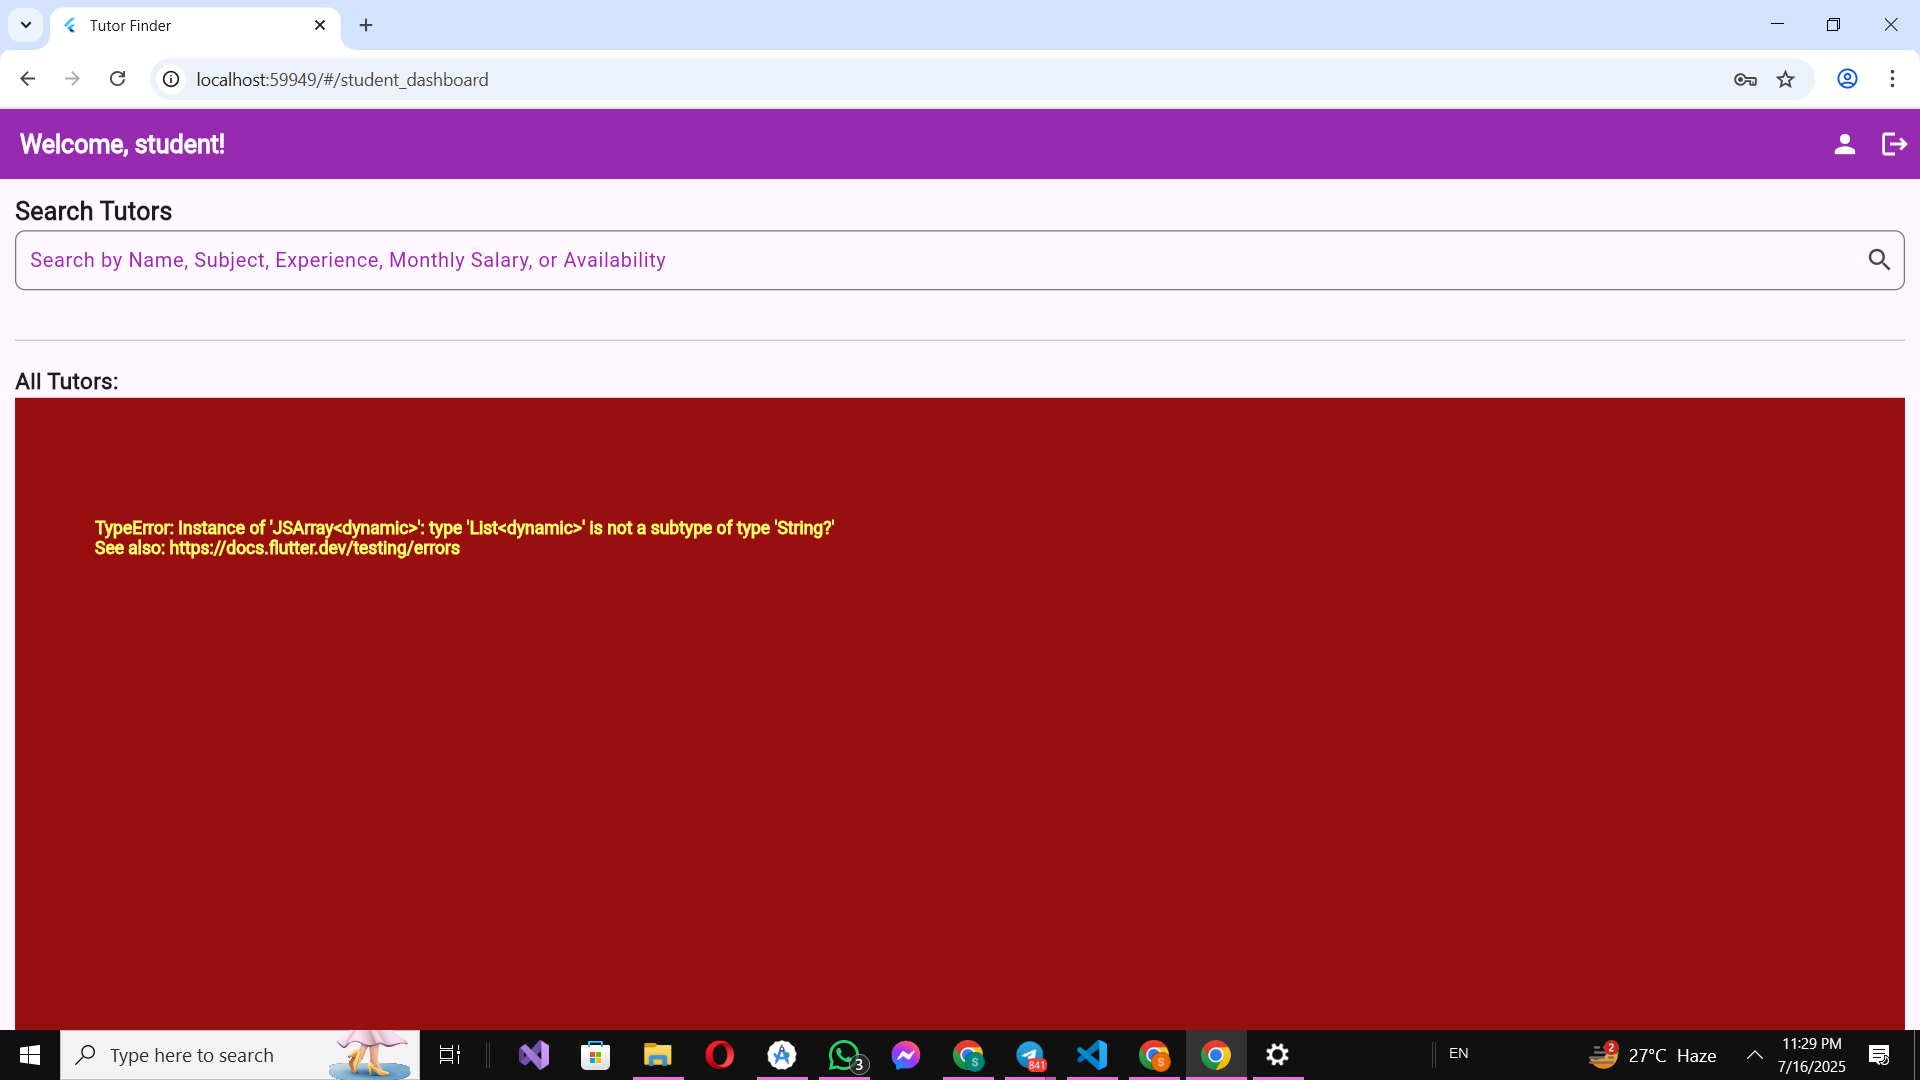 Tutor Finder
localhost:59949/#/student_dashboard
Welcome, student!
Search Tutors
Search by Name, Subject, Experience, Monthly Salary, or Availability
All Tutors:
TypeError: Instance of 'JSArray<dynamic>': type 'List<dynamic>' is not a subtype of type 'String?'
See also: https://docs.flutter.dev/testing/errors
Type here to search
3
S
841
S
EN
2
27°C Haze
11:29 PM
7/16/2025